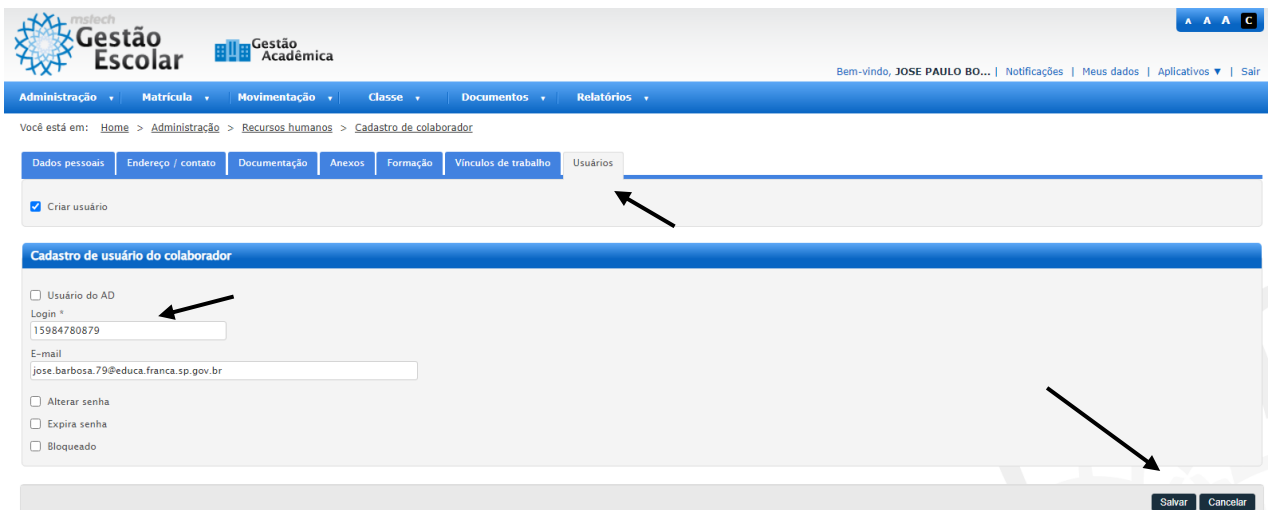 mstech
Gestão
Escolar
Gestão
Acadêmica
A A A C
Bem-vindo, JOSE PAULO BO... | Notificações | Meus dados | Aplicativos ▼ | Sair
Administração ▼ Matrícula ▼ Movimentação ▼ Classe ▼ Documentos ▼ Relatórios ▼
Você está em: Home > Administração > Recursos humanos > Cadastro de colaborador
Dados pessoais Endereço / contato Documentação Anexos Formação Vínculos de trabalho Usuários
Criar usuário
Cadastro de usuário do colaborador
Usuário do AD
Login *
15984780879
E-mail
jose.barbosa.79@educa.franca.sp.gov.br
Alterar senha
Expira senha
Bloqueado
Salvar Cancelar